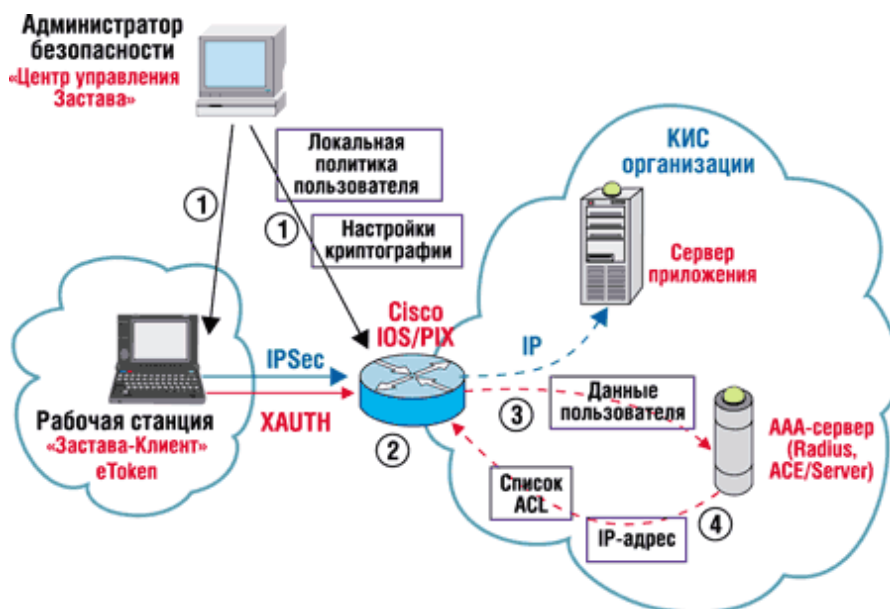 Администратор
безопасности
«Центр управления
Застава»
Локальная
политика
пользователя
1
1
Настройки
криптографии
КИС
организации
Сервер
приложения
Cisco
IOS/PIX
IPSec
IP
XAUTH
Рабочая станция
«Застава-Клиент»
eToken
2
3
Данные
пользователя
AAA-сервер
(Radius,
ACE/Server)
Список
ACL
4
IP-адрес